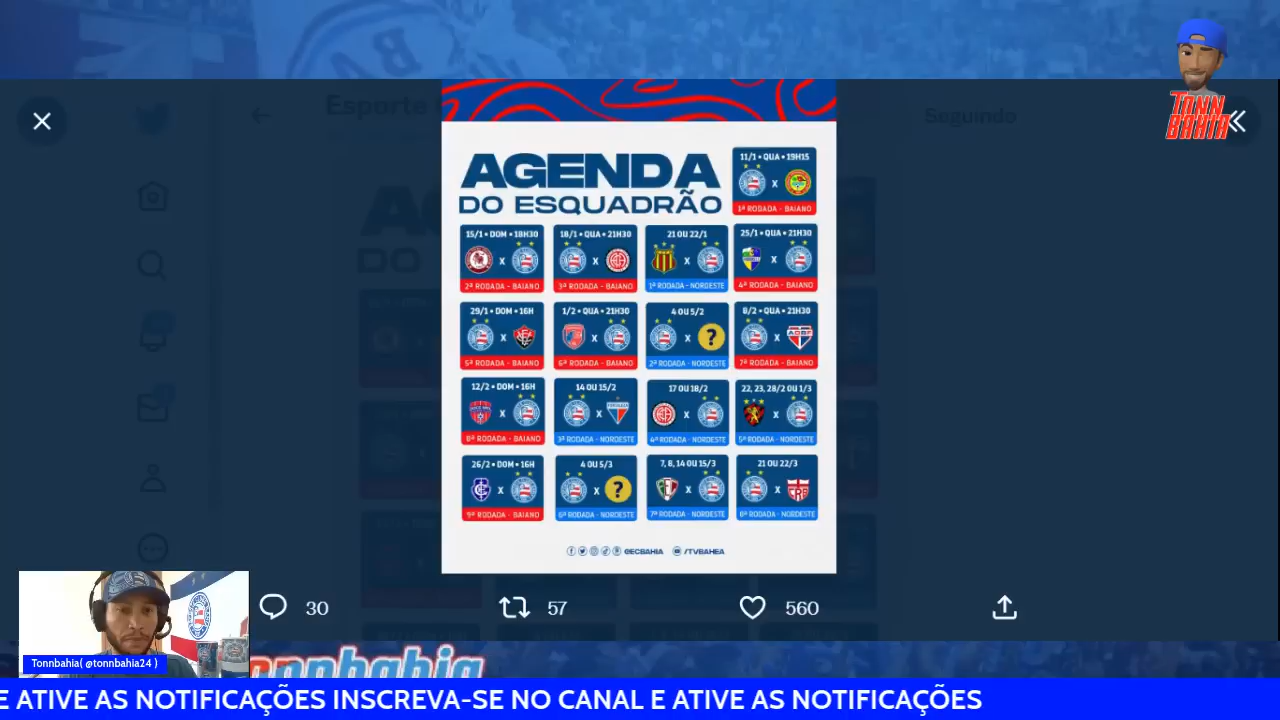 Esporte
Seguindo
TONN
BAHIA
AGENDA
DO ESQUADRÃO
11/1 • QUA • 19H15
X
1ª RODADA - BAIANO
15/1 • DOM • 18H30
X
2ª RODADA - BAIANO
18/1 • QUA • 21H30
X
3ª RODADA - BAIANO
21 OU 22/1
X
1ª RODADA - NORDESTE
25/1 • QUA • 21H30
X
4ª RODADA - BAIANO
29/1 • DOM • 16H
X
5ª RODADA - BAIANO
1/2 • QUA • 21H30
X
6ª RODADA - BAIANO
4 OU 5/2
X ?
2ª RODADA - NORDESTE
8/2 • QUA • 21H30
X
7ª RODADA - BAIANO
12/2 • DOM • 16H
X
8ª RODADA - BAIANO
14 OU 15/2
X
3ª RODADA - NORDESTE
17 OU 18/2
X
4ª RODADA - NORDESTE
22, 23, 28/2 OU 1/3
X
5ª RODADA - NORDESTE
26/2 • DOM • 16H
X
9ª RODADA - BAIANO
4 OU 5/3
X ?
6ª RODADA - NORDESTE
7, 8, 14 OU 15/3
X
7ª RODADA - NORDESTE
21 OU 22/3
X
8ª RODADA - NORDESTE
@ECBAHIA /TVBAHEA
30 57 560
Tonnbahia( @tonnbahia24 )
Tonnbahia
E ATIVE AS NOTIFICAÇÕES INSCREVA-SE NO CANAL E ATIVE AS NOTIFICAÇÕES